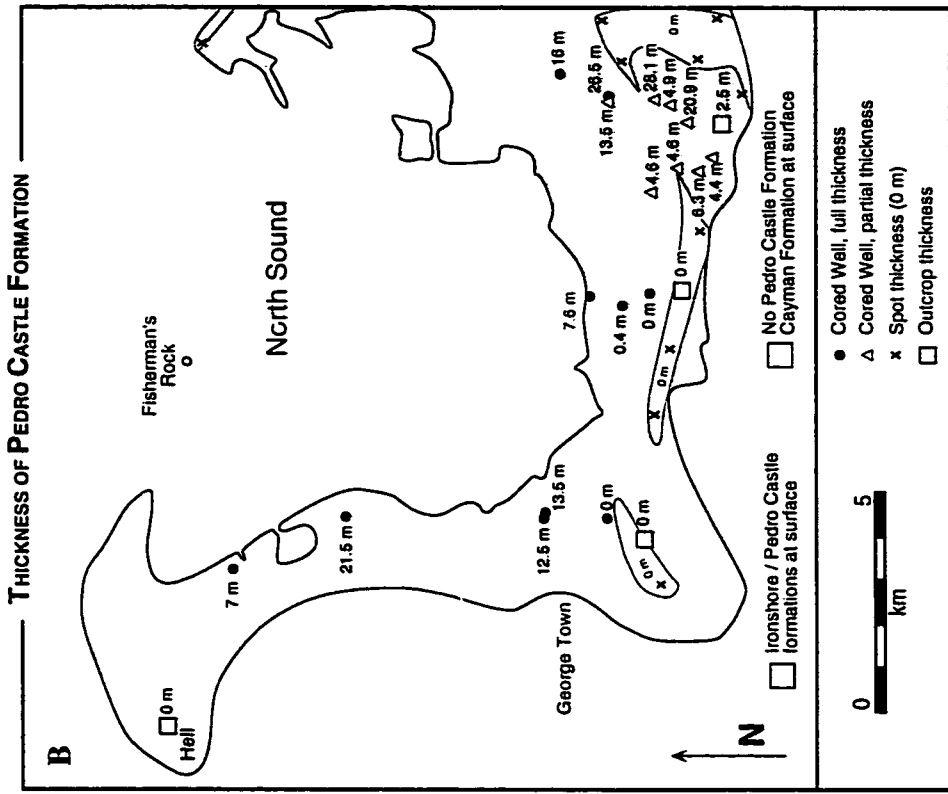 THICKNESS OF PEDRO CASTLE FORMATION
B
Hell
0 m
7 m
21.5 m
Fisherman's
Rock
North Sound
George Town
12.5 m
13.5 m
0 m
0 m
0 m
7.6 m
0.4 m
0 m
0 m
0 m
16 m
13.5 m
26.5 m
28.1 m
4.9 m
20.9 m
2.5 m
4.6 m
4.6 m
6.3 m
4.4 m
0 m
N
Ironshore / Pedro Castle
formations at surface
No Pedro Castle Formation
Cayman Formation at surface
0
5
km
Cored Well, full thickness
Cored Well, partial thickness
Spot thickness (0 m)
Outcrop thickness